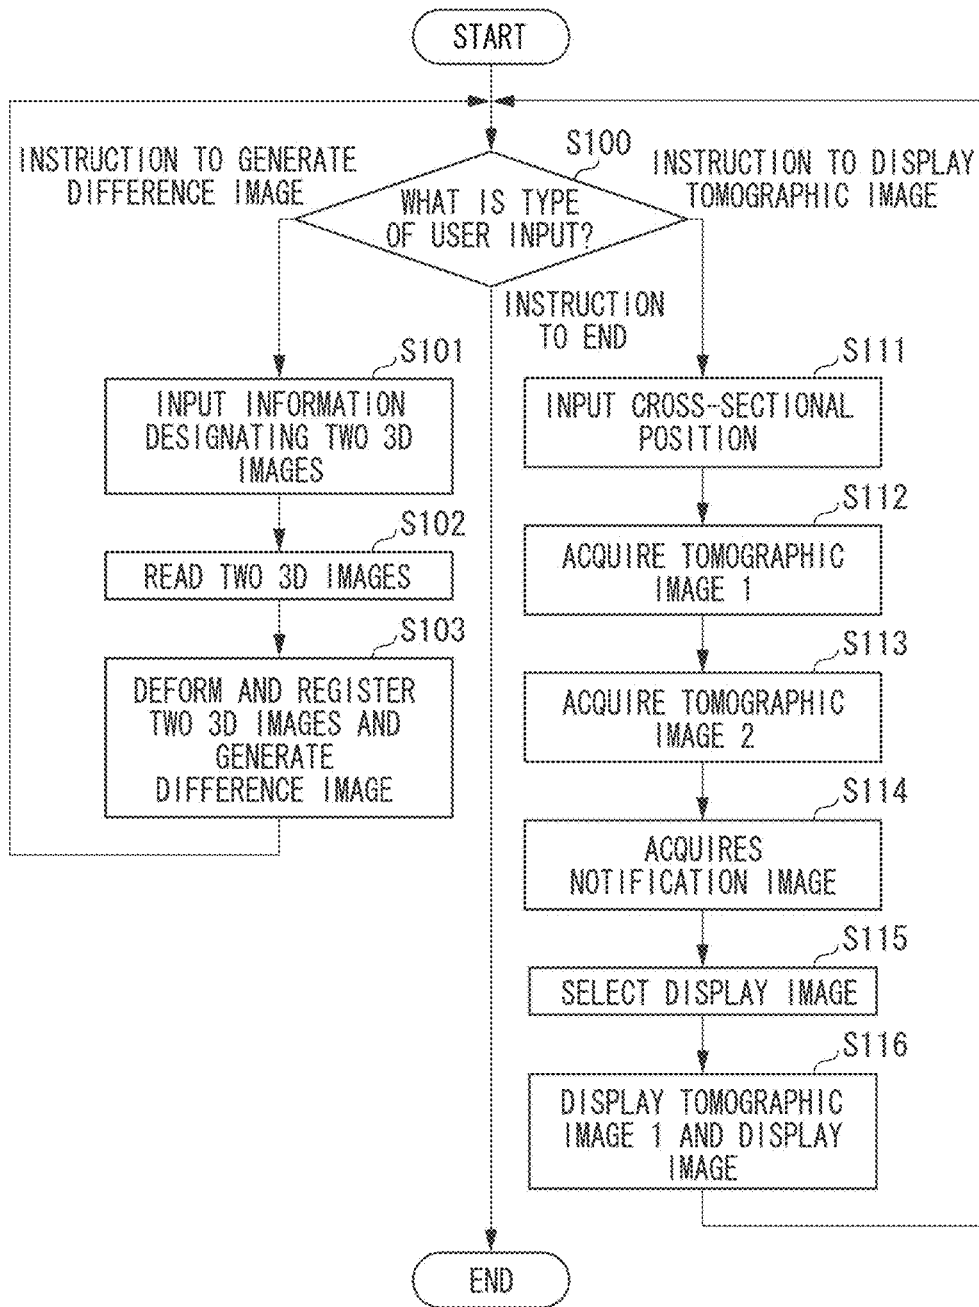 START
INSTRUCTION TO GENERATE
DIFFERENCE IMAGE
S100
INSTRUCTION TO DISPLAY
TOMOGRAPHIC IMAGE
WHAT IS TYPE
OF USER INPUT?
INSTRUCTION
TO END
S101
INPUT INFORMATION
DESIGNATING TWO 3D
IMAGES
S102
READ TWO 3D IMAGES
S103
DEFORM AND REGISTER
TWO 3D IMAGES AND
GENERATE
DIFFERENCE IMAGE
S111
INPUT CROSS-SECTIONAL
POSITION
S112
ACQUIRE TOMOGRAPHIC
IMAGE 1
S113
ACQUIRE TOMOGRAPHIC
IMAGE 2
S114
ACQUIRES
NOTIFICATION IMAGE
S115
SELECT DISPLAY IMAGE
S116
DISPLAY TOMOGRAPHIC
IMAGE 1 AND DISPLAY
IMAGE
END